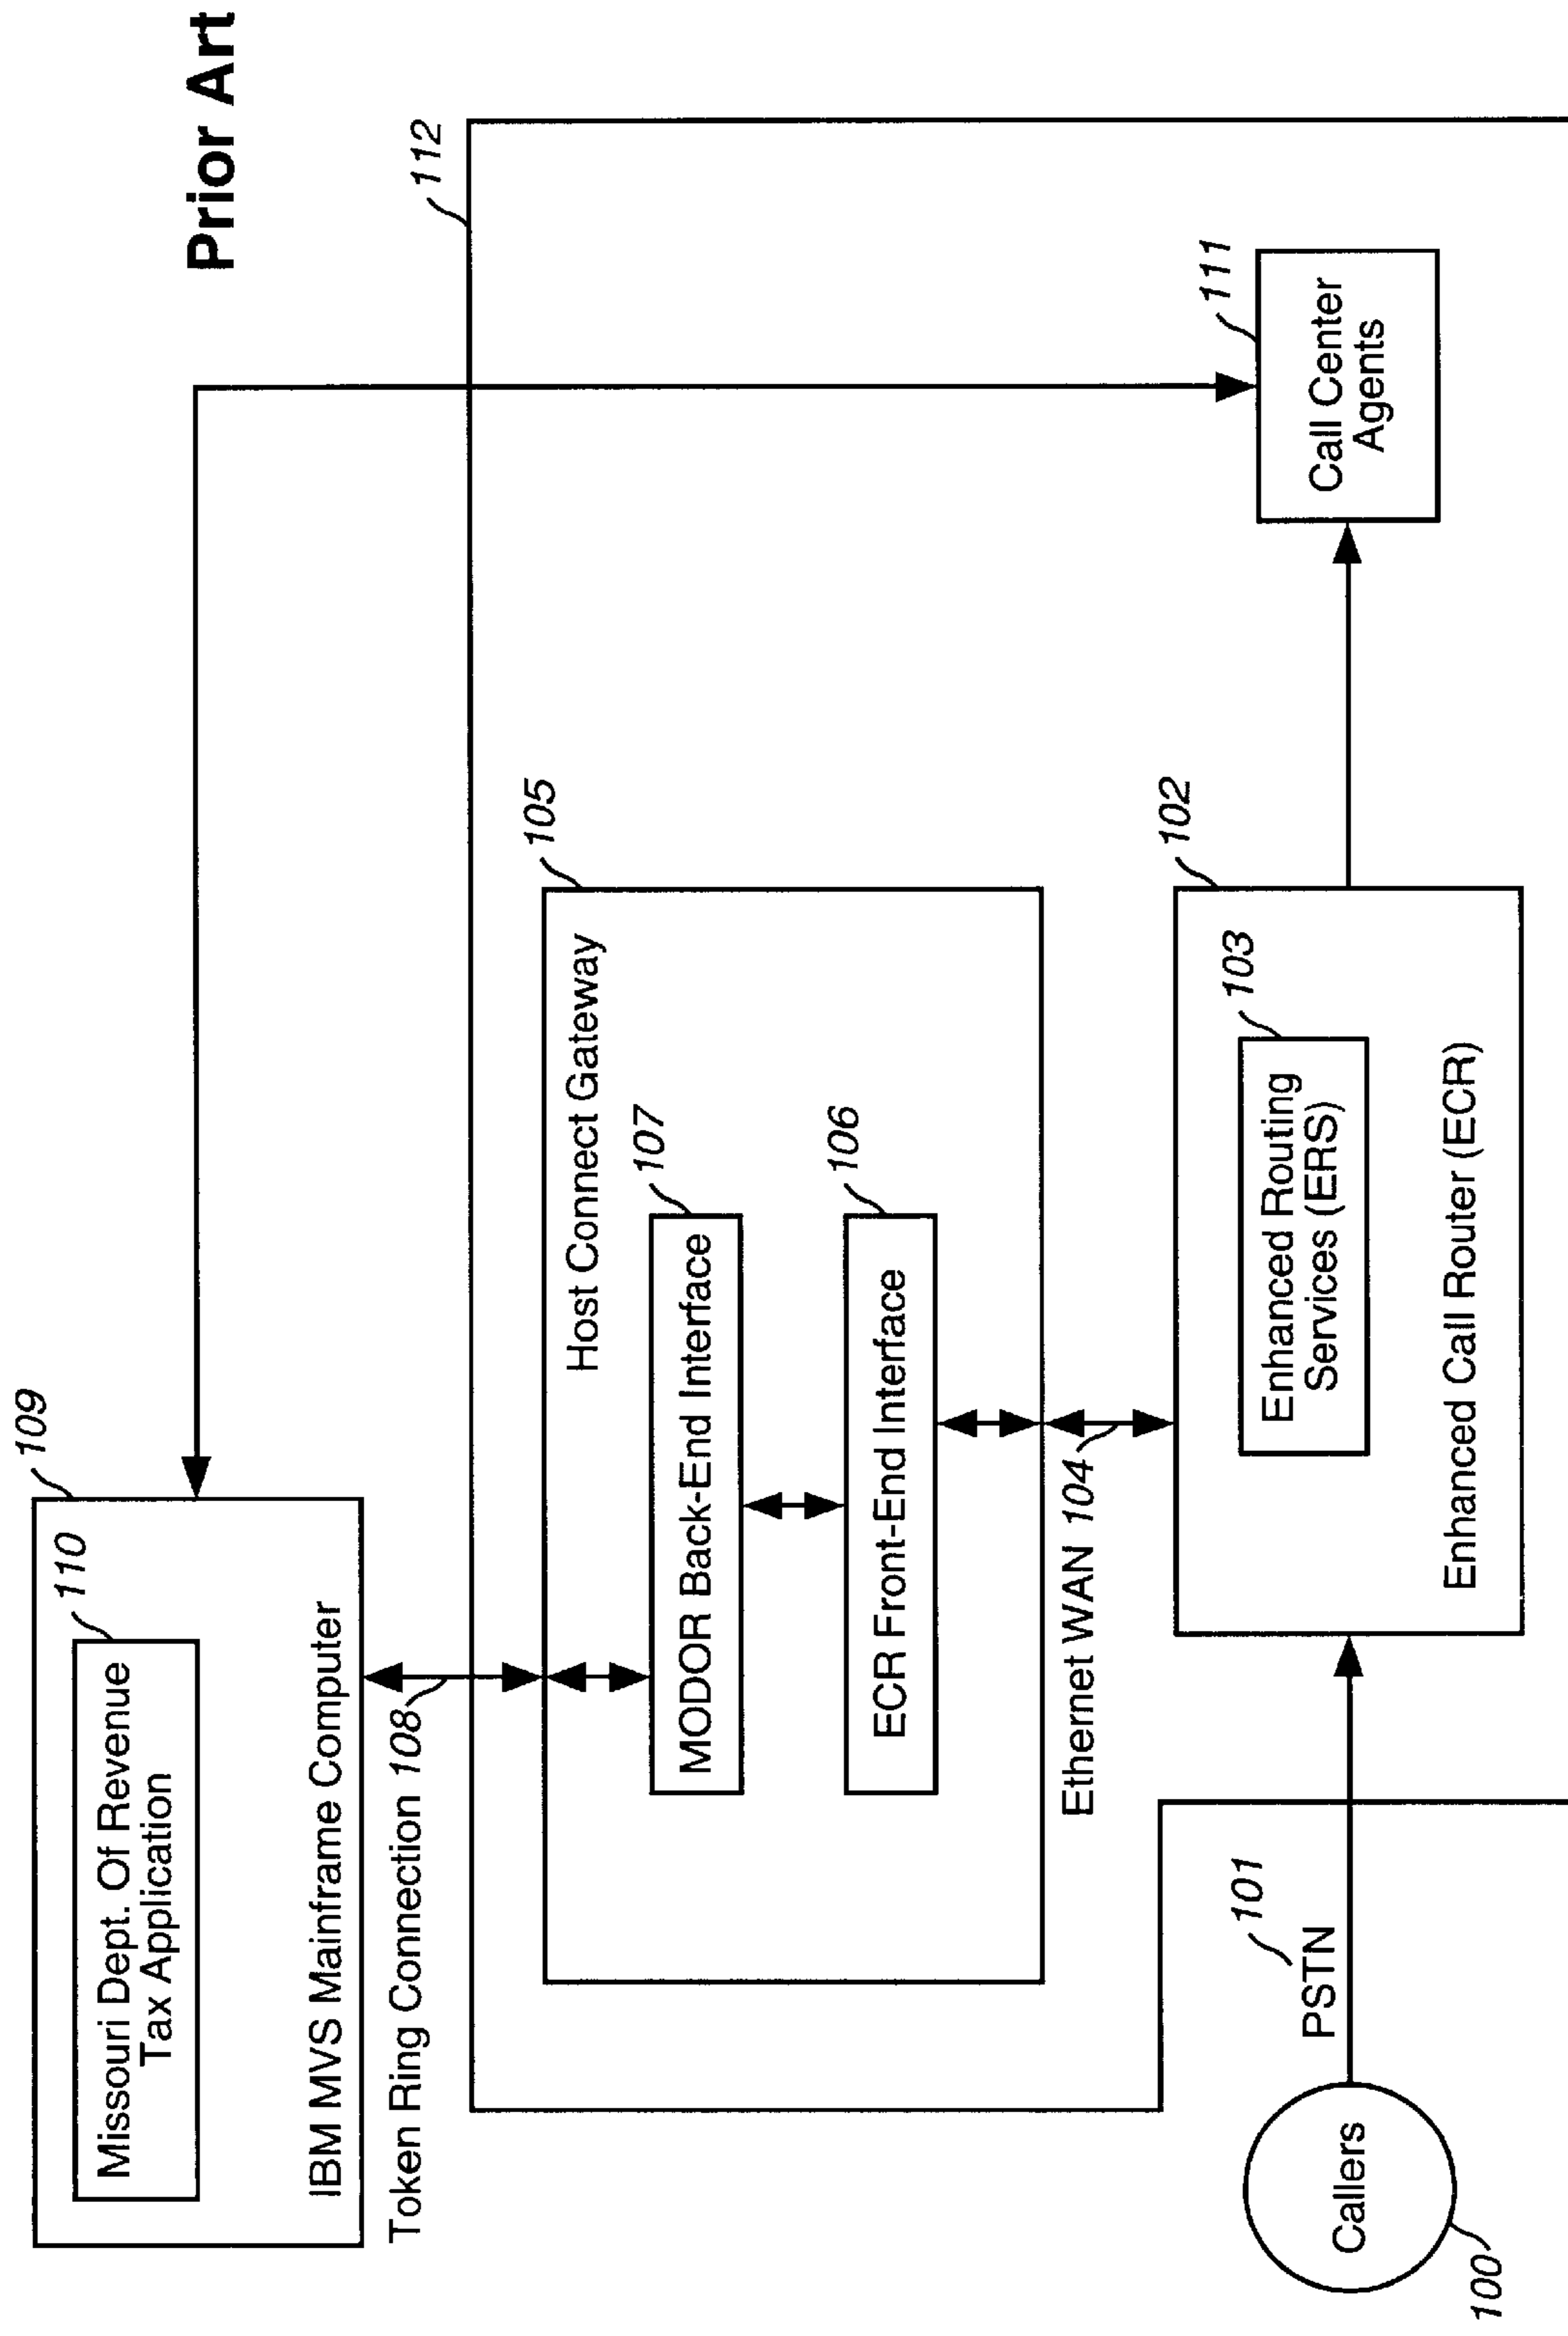 Prior Art
109
110
Missouri Dept. Of Revenue
Tax Application
IBM MVS Mainframe Computer
Token Ring Connection 108
112
105
Host Connect Gateway
107
MODOR Back-End Interface
106
ECR Front-End Interface
Ethernet WAN 104
102
103
Enhanced Routing
Services (ERS)
Enhanced Call Router (ECR)
111
Call Center
Agents
101
PSTN
Callers
100